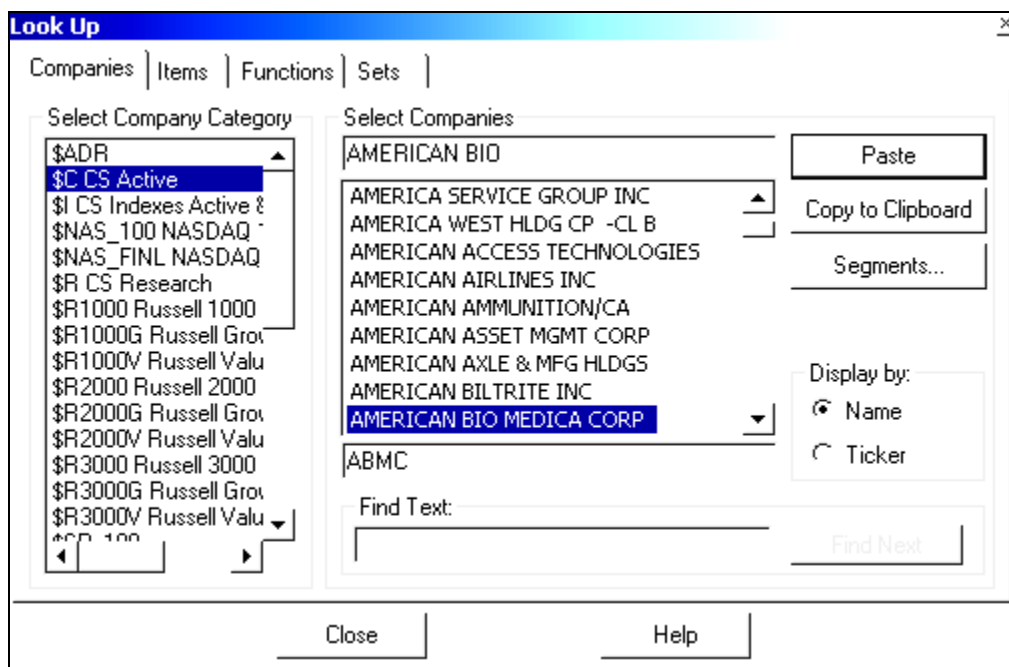 Look Up
Companies Items Functions Sets
Select Company Category
$ADR
$C CS Active
$I CS Indexes Active &
$NAS_100 NASDAQ
$NAS_FINL NASDAQ
$R CS Research
$R1000 Russell 1000
$R1000G Russell Grov
$R1000V Russell Valu
$R2000 Russell 2000
$R2000G Russell Grov
$R2000V Russell Valu
$R3000 Russell 3000
$R3000G Russell Grov
$R3000V Russell Valu
Select Companies
AMERICAN BIO
AMERICA SERVICE GROUP INC
AMERICA WEST HLDG CP -CL B
AMERICAN ACCESS TECHNOLOGIES
AMERICAN AIRLINES INC
AMERICAN AMMUNITION/CA
AMERICAN ASSET MGMT CORP
AMERICAN AXLE & MFG HLDGS
AMERICAN BILTRITE INC
AMERICAN BIO MEDICA CORP
ABMC
Find Text:
Find Next
Paste
Copy to Clipboard
Segments...
Display by:
Name
Ticker
Close
Help